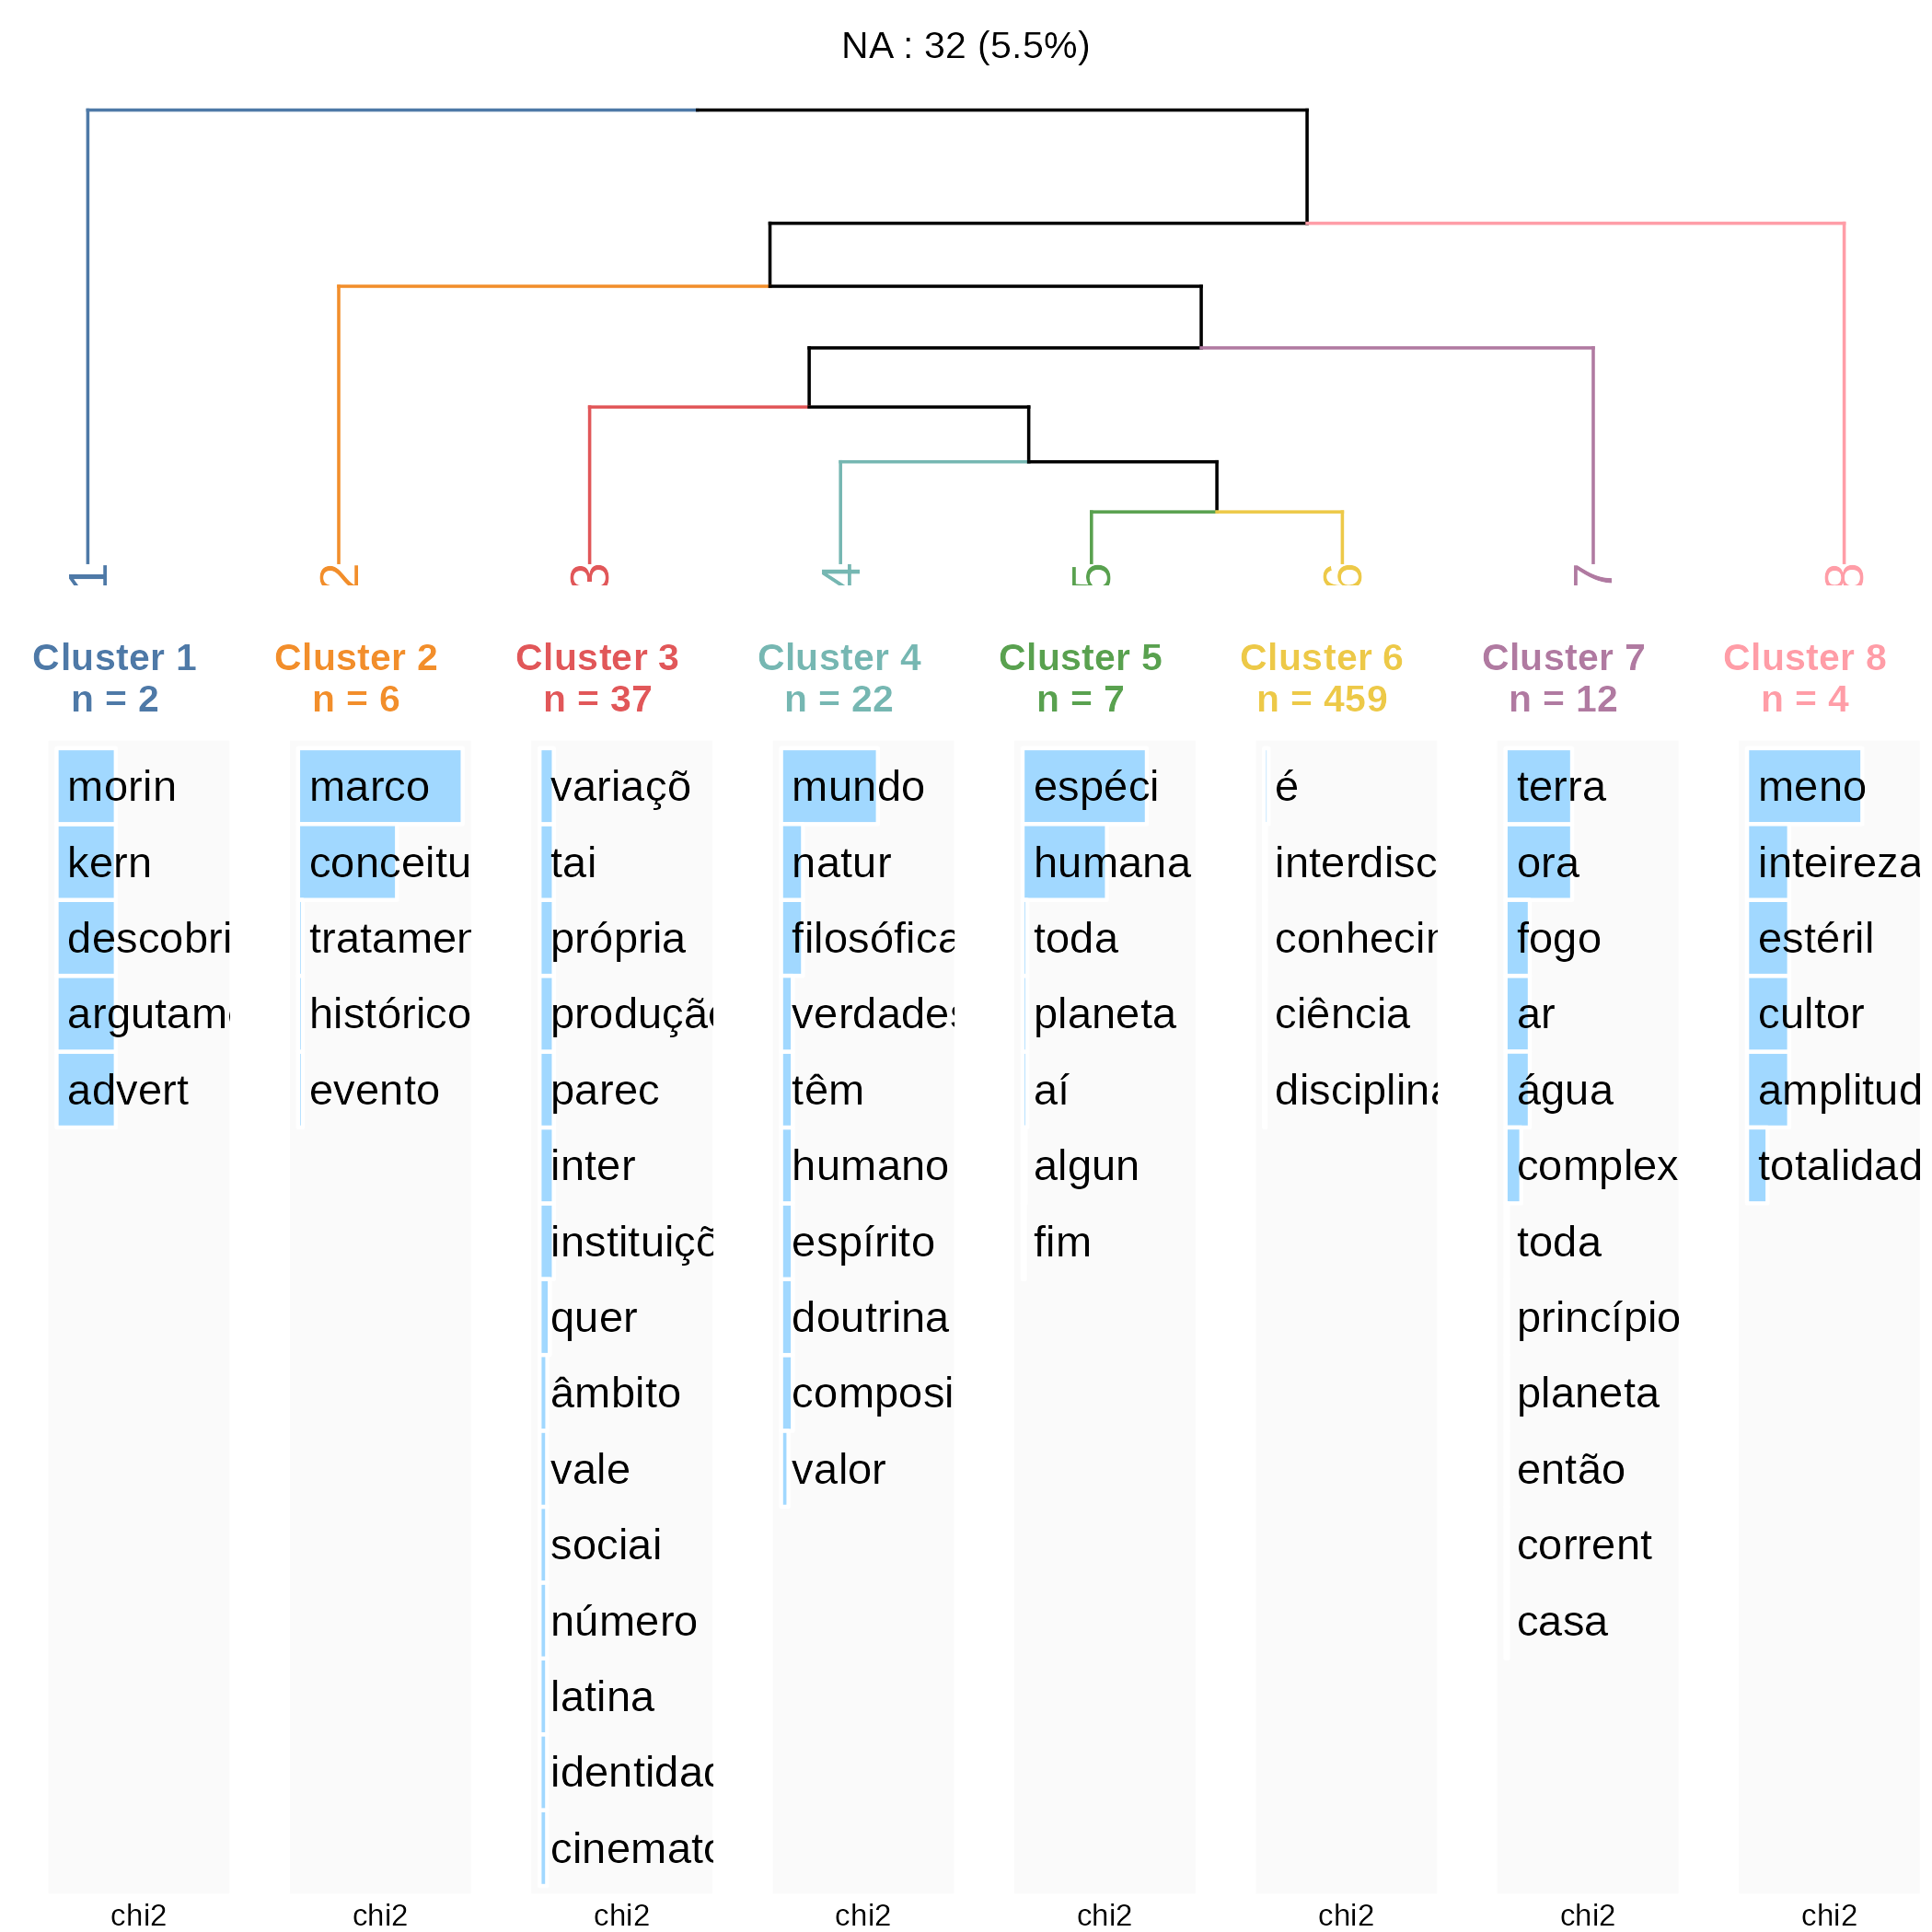 NA : 32 (5.5%)
1 2 3 4 5 6 7 8
Cluster 1
n = 2
morin
kern
descobri
argutam
advert
chi2
Cluster 2
n = 6
marco
conceitu
tratamen
histórico
evento
chi2
Cluster 3
n = 37
variaçõ
tai
própria
produção
parec
inter
instituiçõ
quer
âmbito
vale
sociai
número
latina
identidad
cinemato
chi2
Cluster 4
n = 22
mundo
natur
filosófica
verdades
têm
humano
espírito
doutrina
composi
valor
chi2
Cluster 5
n = 7
espéci
humana
toda
planeta
aí
algun
fim
chi2
Cluster 6
n = 459
é
interdisc
conhecim
ciência
disciplina
chi2
Cluster 7
n = 12
terra
ora
fogo
ar
água
complex
toda
princípio
planeta
então
corrent
casa
chi2
Cluster 8
n = 4
meno
inteireza
estéril
cultor
amplitud
totalidad
chi2